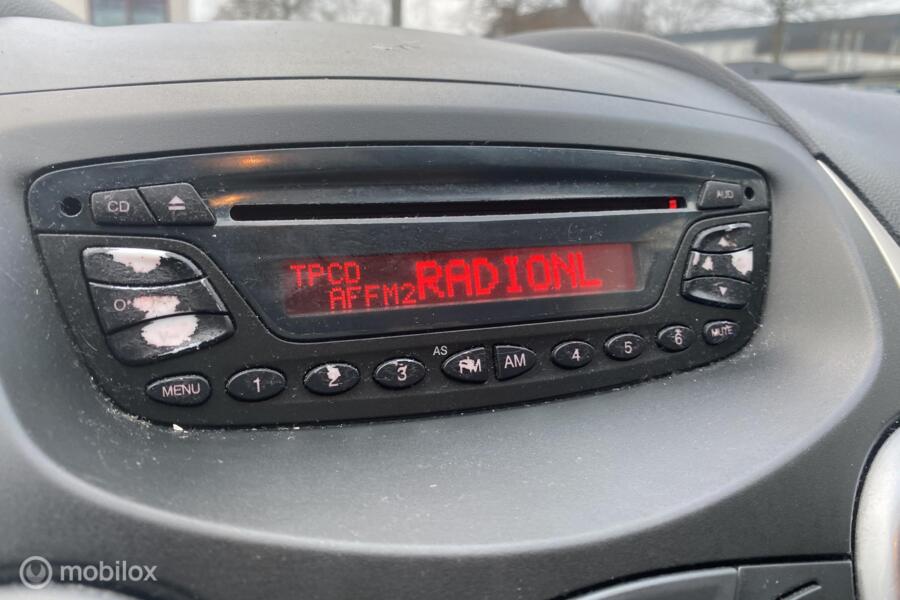 CD
AUD
TPCD
AFFM2 RADIONL
AS
MENU
1
2
3
FM
AM
4
5
6
MUTE
mobilox